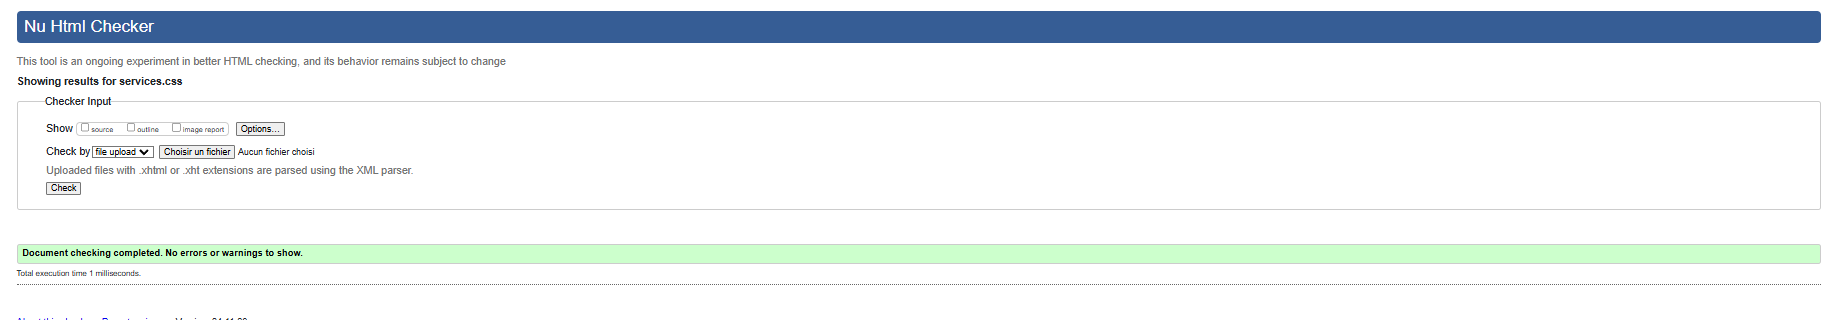 Nu Html Checker
This tool is an ongoing experiment in better HTML checking, and its behavior remains subject to change
Showing results for services.css
Checker Input
Show source outline image report Options...
Check by file upload Choisir un fichier Aucun fichier choisi
Uploaded files with .xhtml or .xht extensions are parsed using the XML parser.
Check
Document checking completed. No errors or warnings to show.
Total execution time 1 milliseconds.